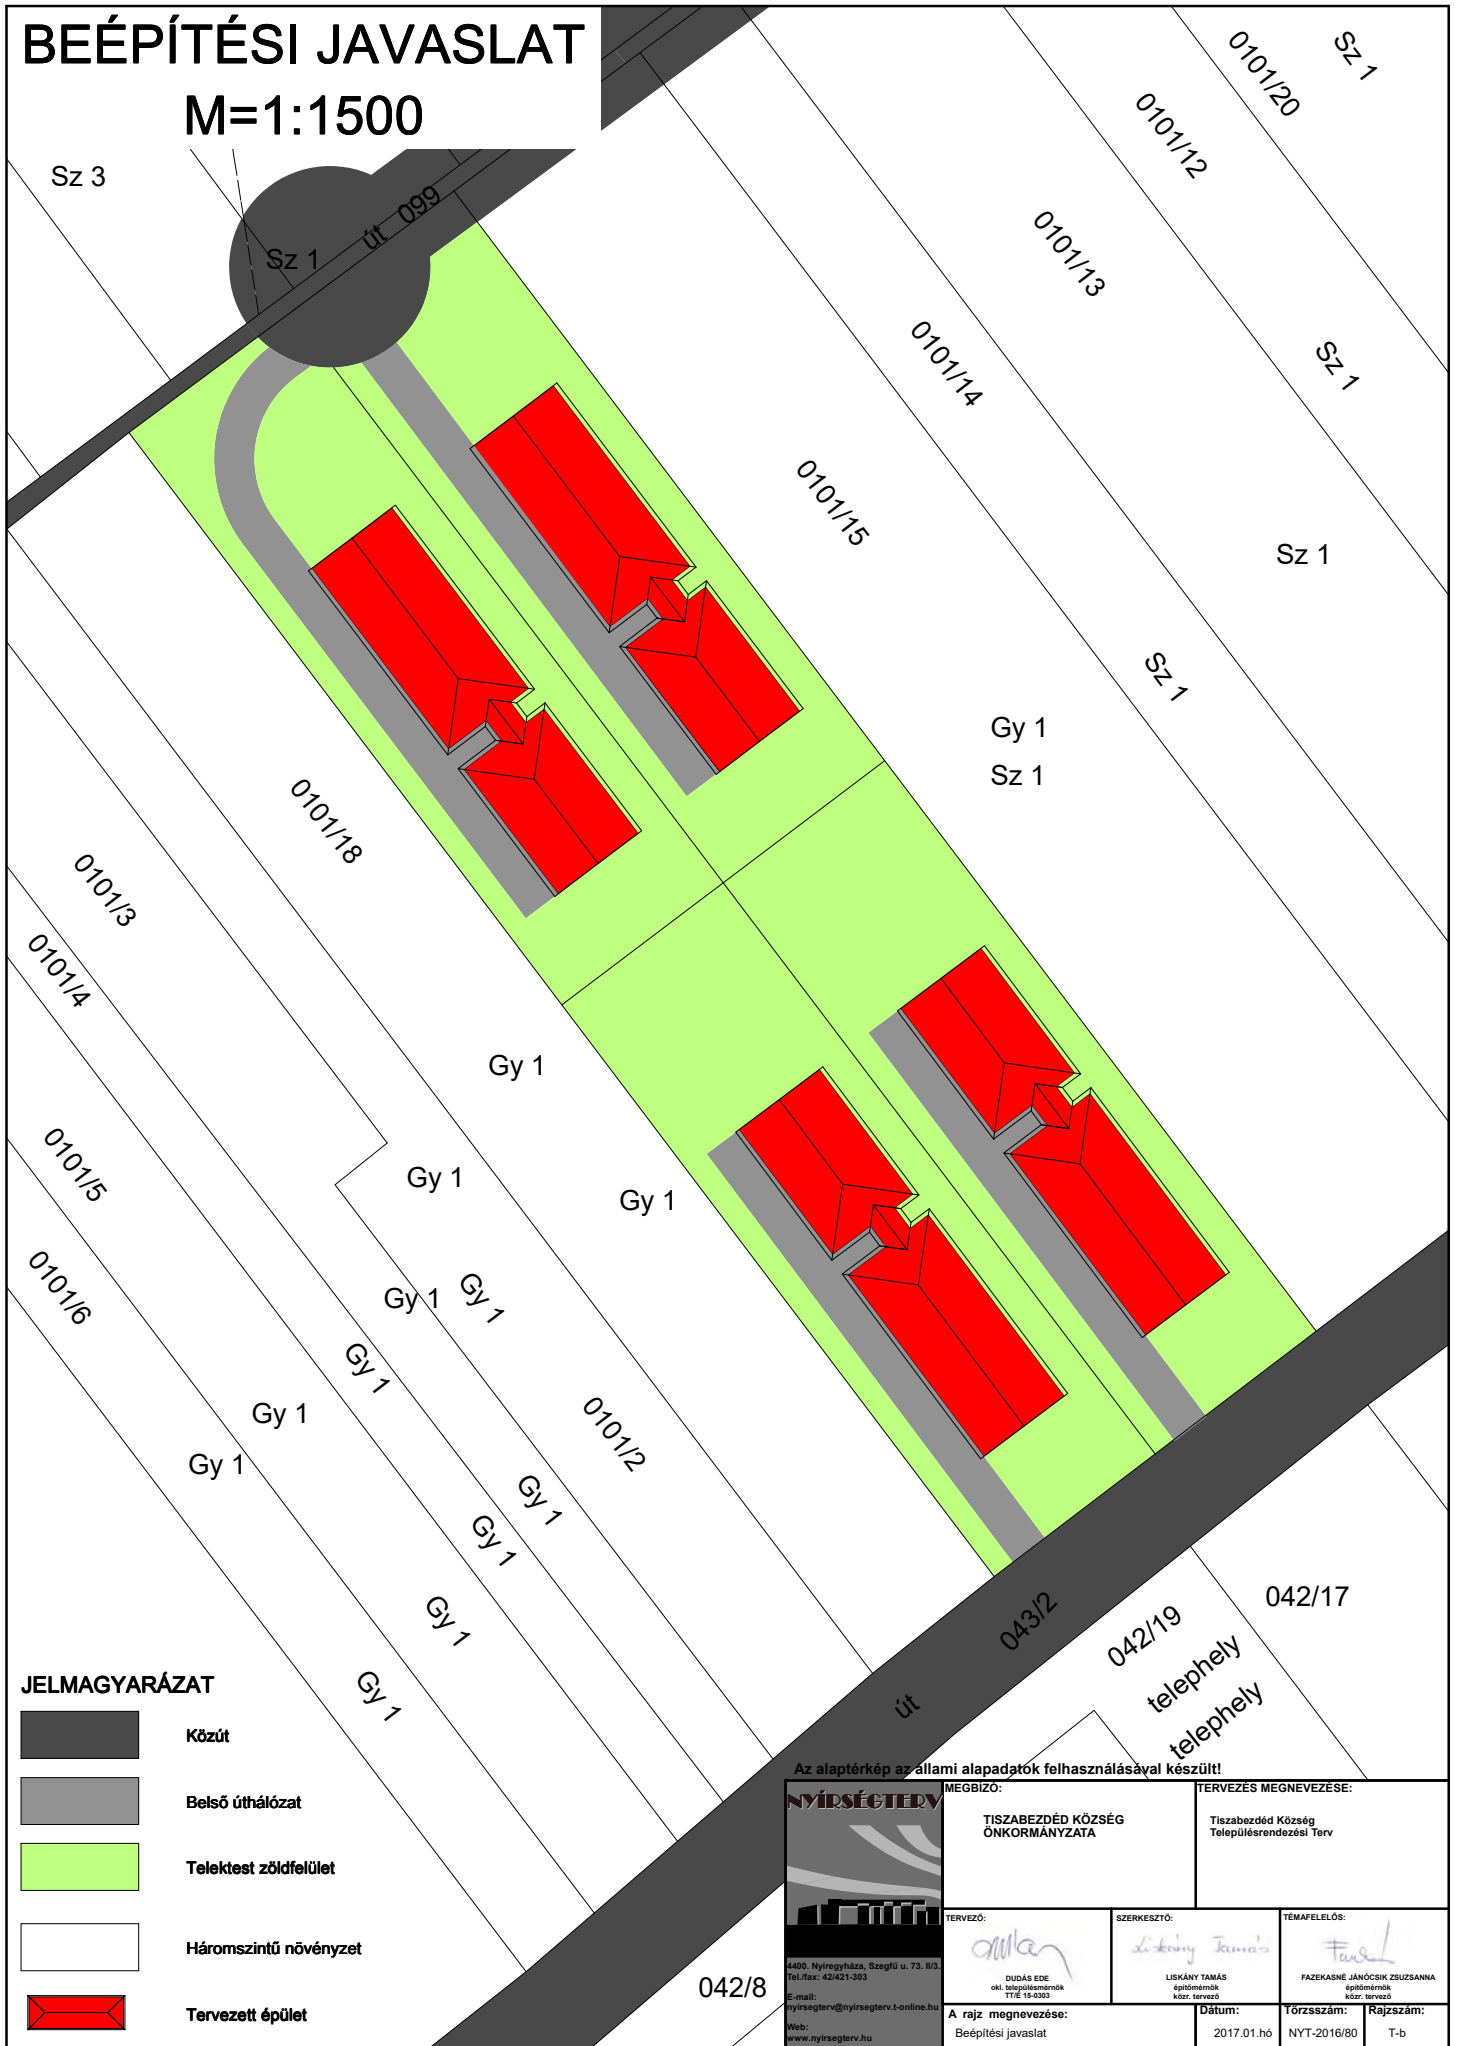 BEÉPÍTÉSI JAVASLAT
M=1:1500
Sz 3
Sz 1
út 099
Sz 1
0101/20
0101/12
0101/13
Sz 1
0101/14
0101/15
Sz 1
Sz 1
Gy 1
Sz 1
0101/18
0101/3
0101/4
Gy 1
0101/5
Gy 1
Gy 1
0101/6
Gy 1
Gy 1
Gy 1
Gy 1
Gy 1
0101/2
Gy 1
Gy 1
Gy 1
Gy 1
043/2
út
042/17
042/19
telephely
telephely
042/8
JELMAGYARÁZAT
Közút
Belső úthálózat
Telektest zöldfelület
Háromszintű növényzet
Tervezett épület
Az alaptérkép az állami alapadatok felhasználásával készült!
NYÍRSÉGTERV
4400. Nyíregyháza, Szegfű u. 73. II/3.
Tel./fax: 42/421-303
E-mail:
nyirsegterv@nyirsegterv.t-online.hu
Web:
www.nyirsegterv.hu
MEGBÍZÓ:
TISZABEZDÉD KÖZSÉG
ÖNKORMÁNYZATA
TERVEZÉS MEGNEVEZÉSE:
Tiszabezdéd Község
Településrendezési Terv
TERVEZŐ:
DUDÁS EDE
okl. településmérnök
TT/É 15-0303
SZERKESZTŐ:
Liskány Tamás
LISKÁNY TAMÁS
építőmérnök
közr. tervező
TÉMAFELELŐS:
FAZEKASNÉ JÁNÓCSIK ZSUZSANNA
építőmérnök
közr. tervező
A rajz megnevezése:
Beépítési javaslat
Dátum:
2017.01.hó
Törzsszám:
NYT-2016/80
Rajzszám:
T-b